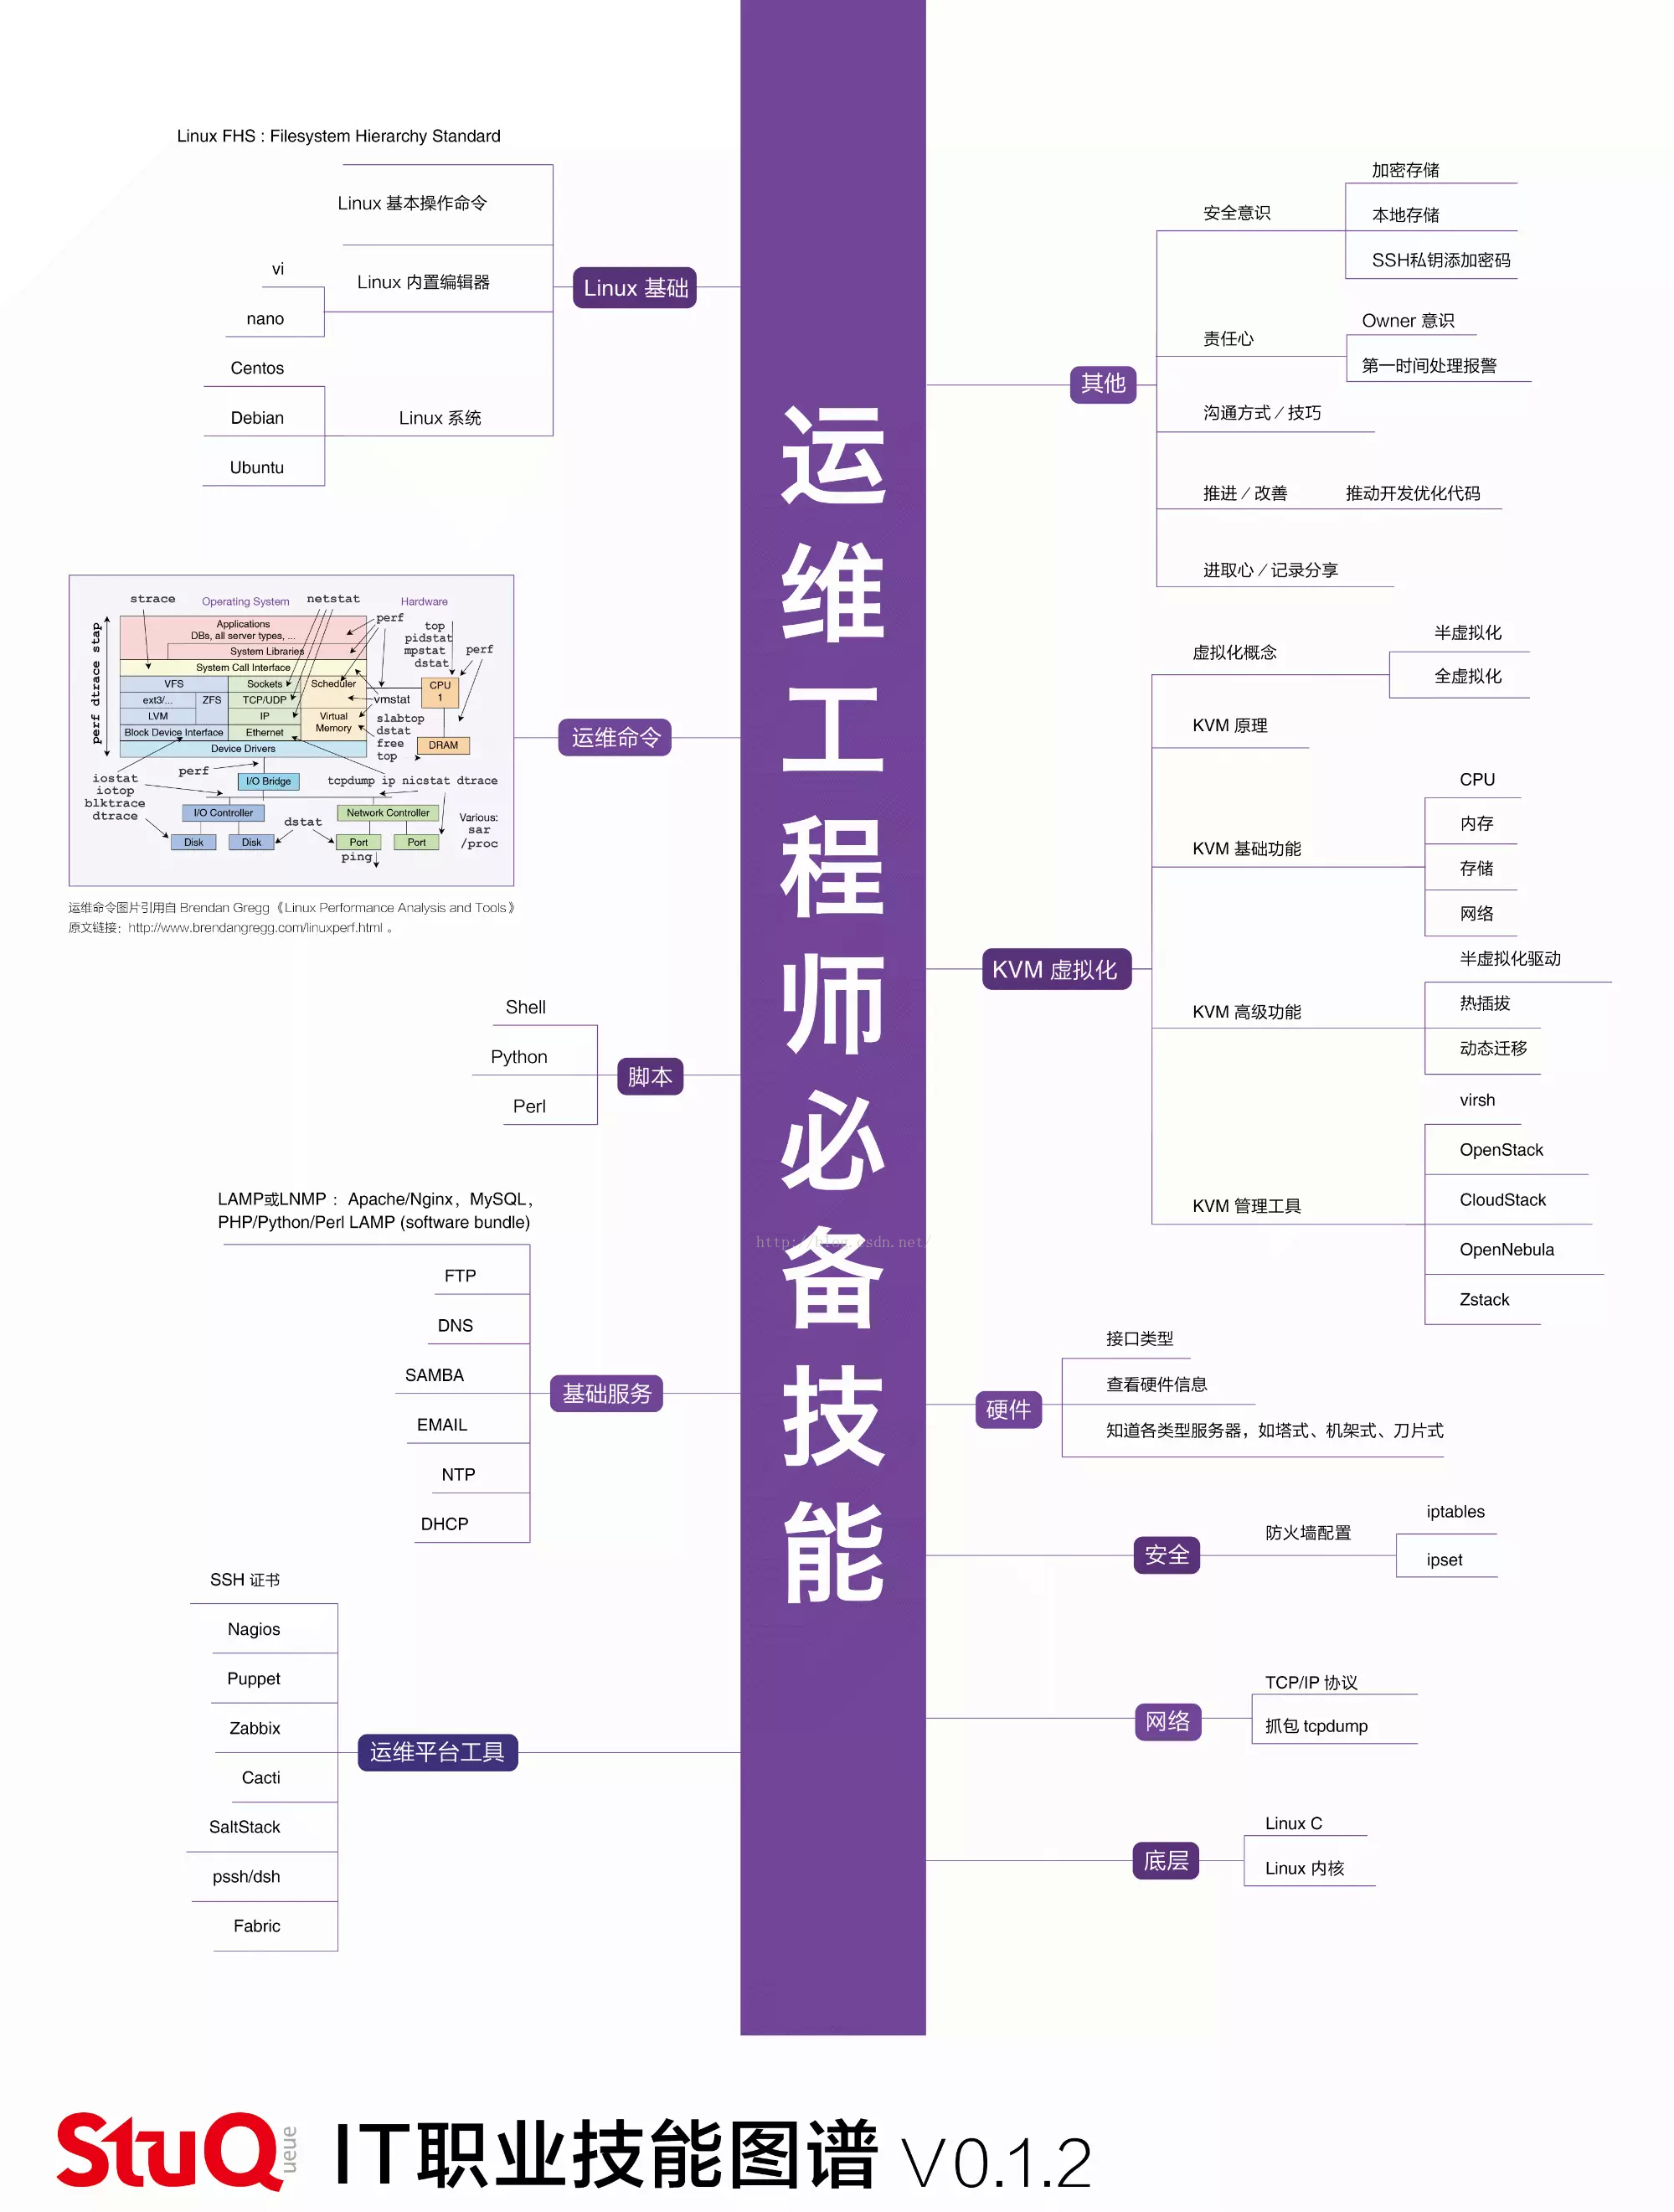 运维工程师必备技能
http://blog.csdn.net/
Linux FHS : Filesystem Hierarchy Standard
Linux 基本操作命令
Linux 内置编辑器
vi
nano
Linux 系统
Centos
Debian
Ubuntu
Linux 基础
运维命令
strace
Operating System
netstat
Hardware
perf dtrace stap
Applications
DBs, all server types, ...
System Libraries
System Call Interface
VFS
Sockets
Scheduler
ext3/...
ZFS
TCP/UDP
LVM
IP
Virtual
Memory
Block Device Interface
Ethernet
Device Drivers
perf
top
pidstat
mpstat
dstat
perf
CPU
1
vmstat
slabtop
dstat
free
top
DRAM
iostat
iotop
blktrace
dtrace
perf
I/O Bridge
tcpdump ip nicstat dtrace
I/O Controller
Network Controller
Disk
Disk
dstat
Port
Port
ping
Various:
sar
/proc
运维命令图片引用自 Brendan Gregg《Linux Performance Analysis and Tools》
原文链接：http://www.brendangregg.com/linuxperf.html 。
脚本
Shell
Python
Perl
LAMP或LNMP ：Apache/Nginx，MySQL，
PHP/Python/Perl LAMP (software bundle)
FTP
DNS
SAMBA
EMAIL
NTP
DHCP
基础服务
SSH 证书
Nagios
Puppet
Zabbix
Cacti
SaltStack
pssh/dsh
Fabric
运维平台工具
其他
安全意识
加密存储
本地存储
SSH私钥添加密码
责任心
Owner 意识
第一时间处理报警
沟通方式／技巧
推进／改善
推动开发优化代码
进取心／记录分享
KVM 虚拟化
虚拟化概念
半虚拟化
全虚拟化
KVM 原理
KVM 基础功能
CPU
内存
存储
网络
KVM 高级功能
半虚拟化驱动
热插拔
动态迁移
KVM 管理工具
virsh
OpenStack
CloudStack
OpenNebula
Zstack
硬件
接口类型
查看硬件信息
知道各类型服务器，如塔式、机架式、刀片式
安全
防火墙配置
iptables
ipset
网络
TCP/IP 协议
抓包 tcpdump
底层
Linux C
Linux 内核
StuQ
ueue
IT职业技能图谱 V0.1.2